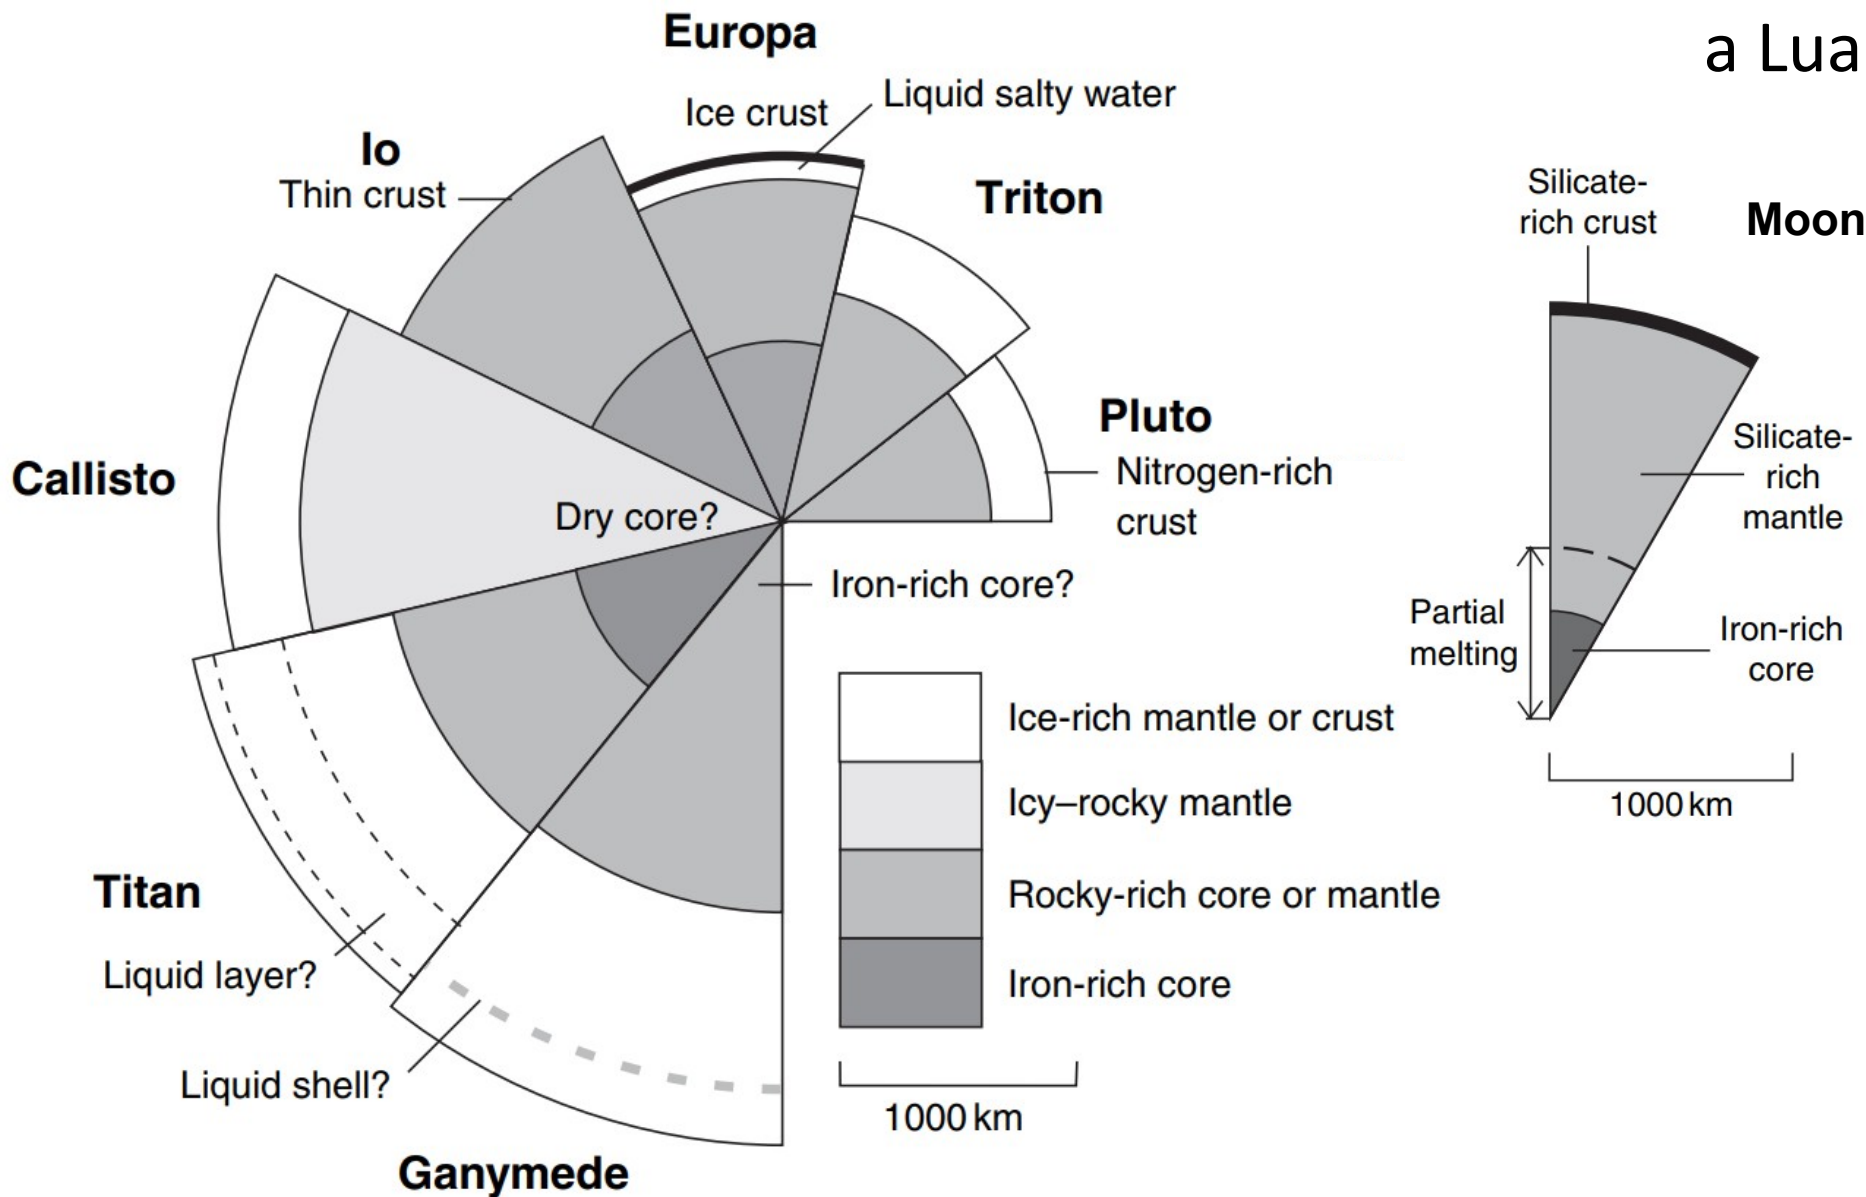 a Lua
Europa
Ice crust
Liquid salty water
Io
Thin crust
Triton
Callisto
Dry core?
Pluto
Nitrogen-rich
crust
Iron-rich core?
Titan
Liquid layer?
Liquid shell?
Ganymede
Ice-rich mantle or crust
Icy–rocky mantle
Rocky-rich core or mantle
Iron-rich core
1000 km
Silicate-
rich crust
Moon
Silicate-
rich
mantle
Partial
melting
Iron-rich
core
1000 km